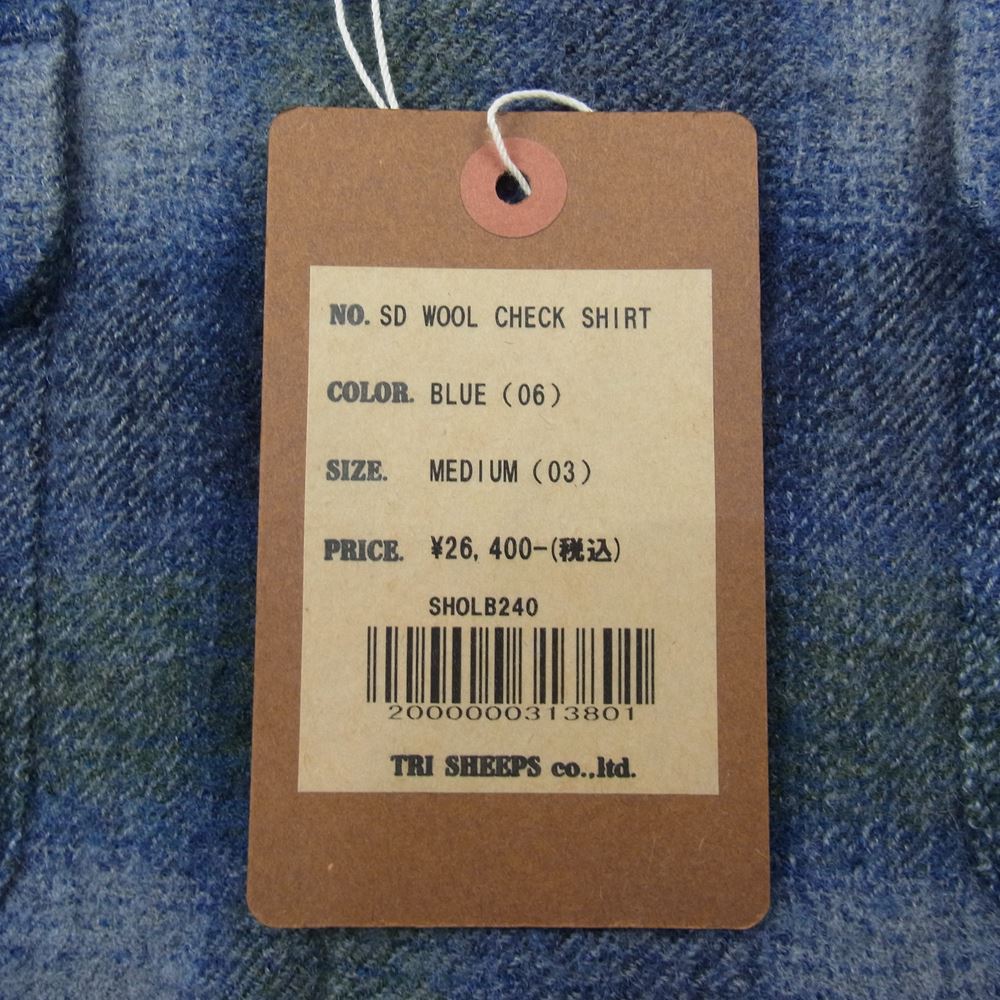 NO. SD WOOL CHECK SHIRT
COLOR. BLUE (06)
SIZE. MEDIUM (03)
PRICE. ¥26,400-(税込)
SHOLB240
2000000313801
TRI SHEEPS co.,ltd.